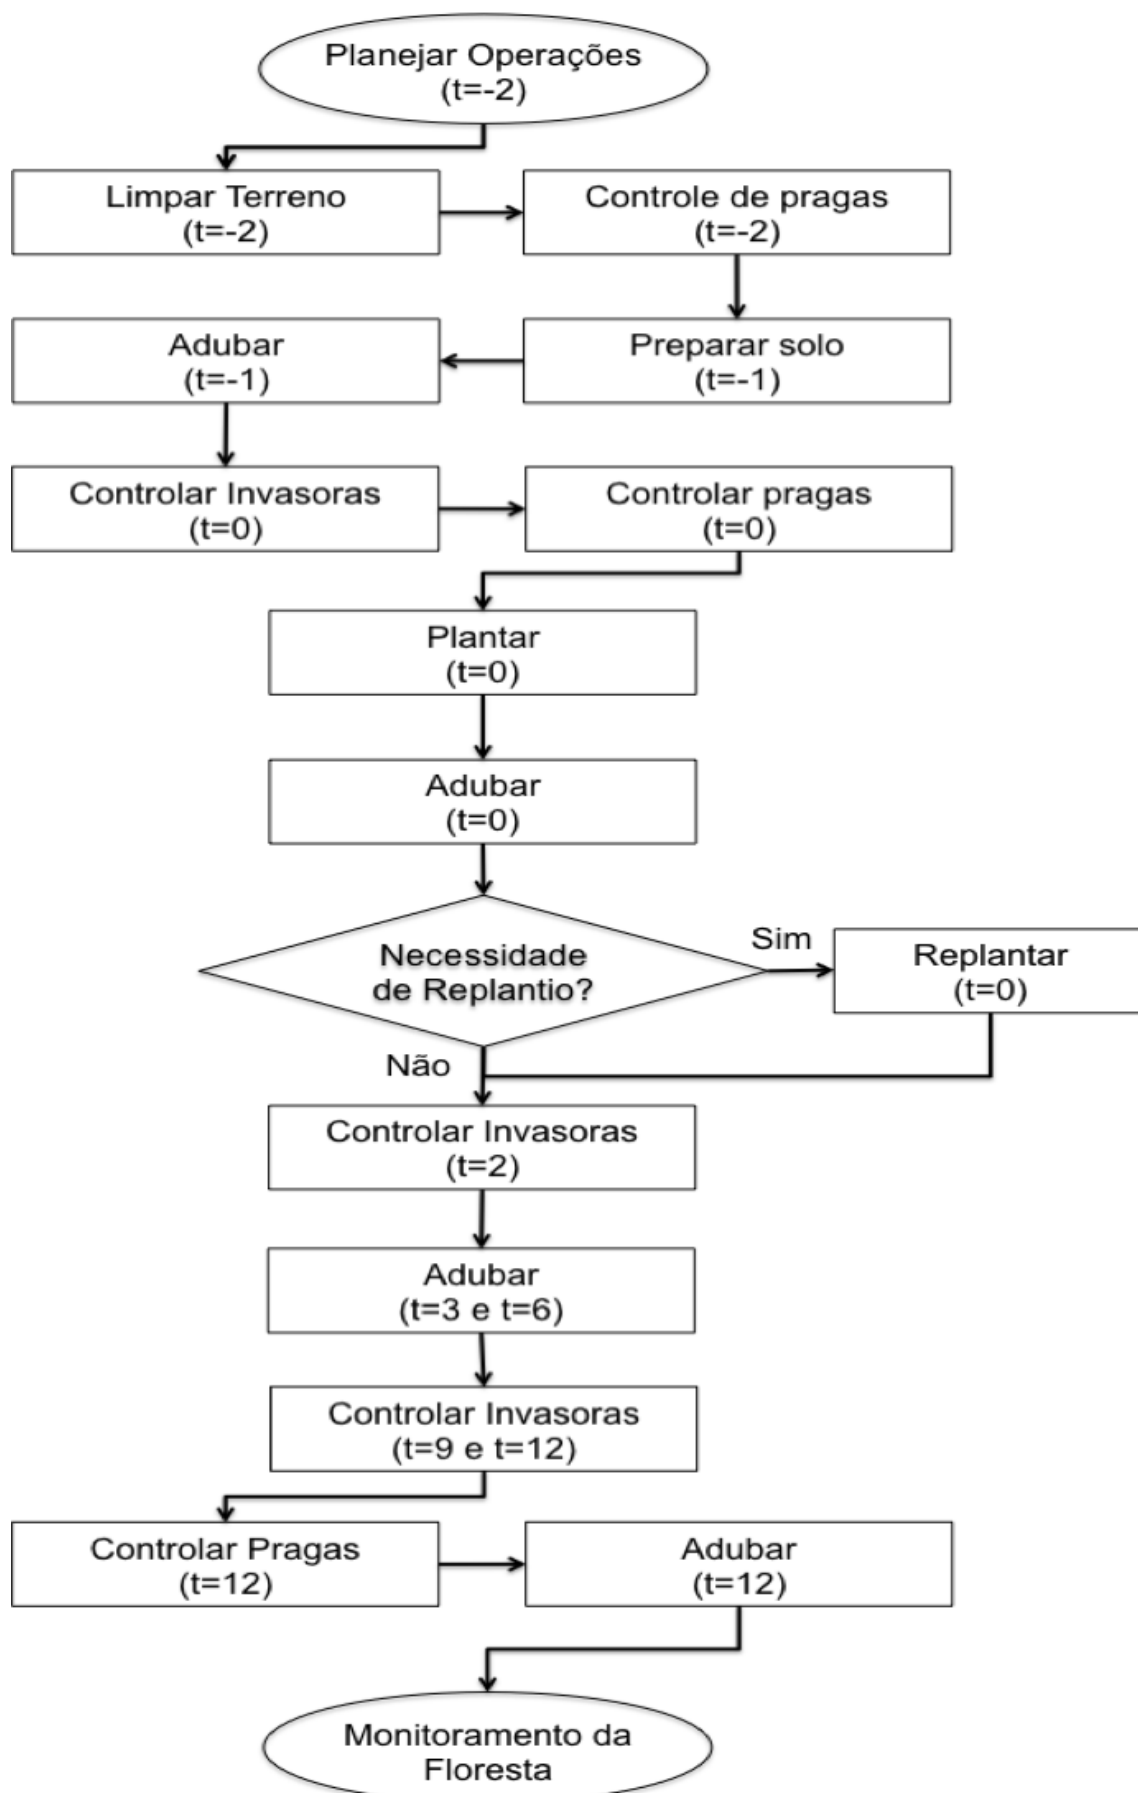 Planejar Operações
(t=-2)
Limpar Terreno
(t=-2)
Controle de pragas
(t=-2)
Adubar
(t=-1)
Preparar solo
(t=-1)
Controlar Invasoras
(t=0)
Controlar pragas
(t=0)
Plantar
(t=0)
Adubar
(t=0)
Necessidade
de Replantio?
Sim
Replantar
(t=0)
Não
Controlar Invasoras
(t=2)
Adubar
(t=3 e t=6)
Controlar Invasoras
(t=9 e t=12)
Controlar Pragas
(t=12)
Adubar
(t=12)
Monitoramento da
Floresta